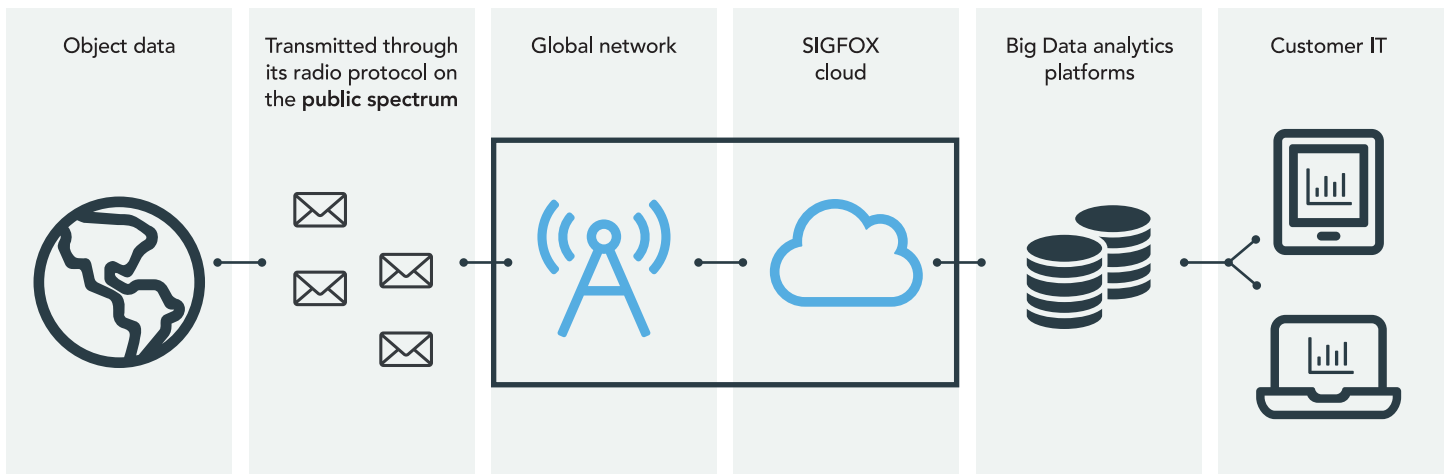 Object data
Transmitted through
its radio protocol on
the public spectrum
Global network
SIGFOX
cloud
Big Data analytics
platforms
Customer IT